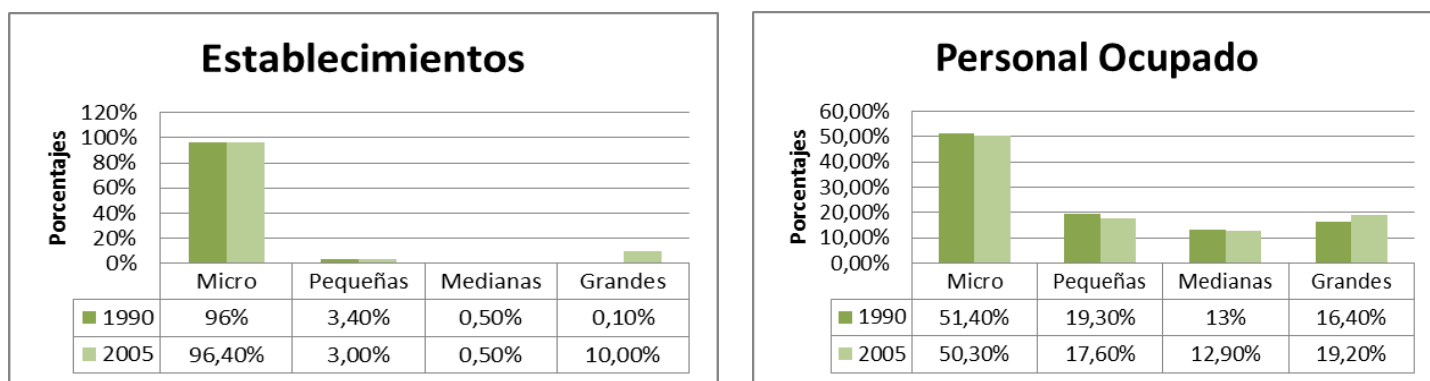 Establecimientos
Porcentajes
120%
100%
80%
60%
40%
20%
0%
Micro Pequeñas Medianas Grandes
1990 96% 3,40% 0,50% 0,10%
2005 96,40% 3,00% 0,50% 10,00%
Personal Ocupado
Porcentajes
60,00%
50,00%
40,00%
30,00%
20,00%
10,00%
0,00%
Micro Pequeñas Medianas Grandes
1990 51,40% 19,30% 13% 16,40%
2005 50,30% 17,60% 12,90% 19,20%